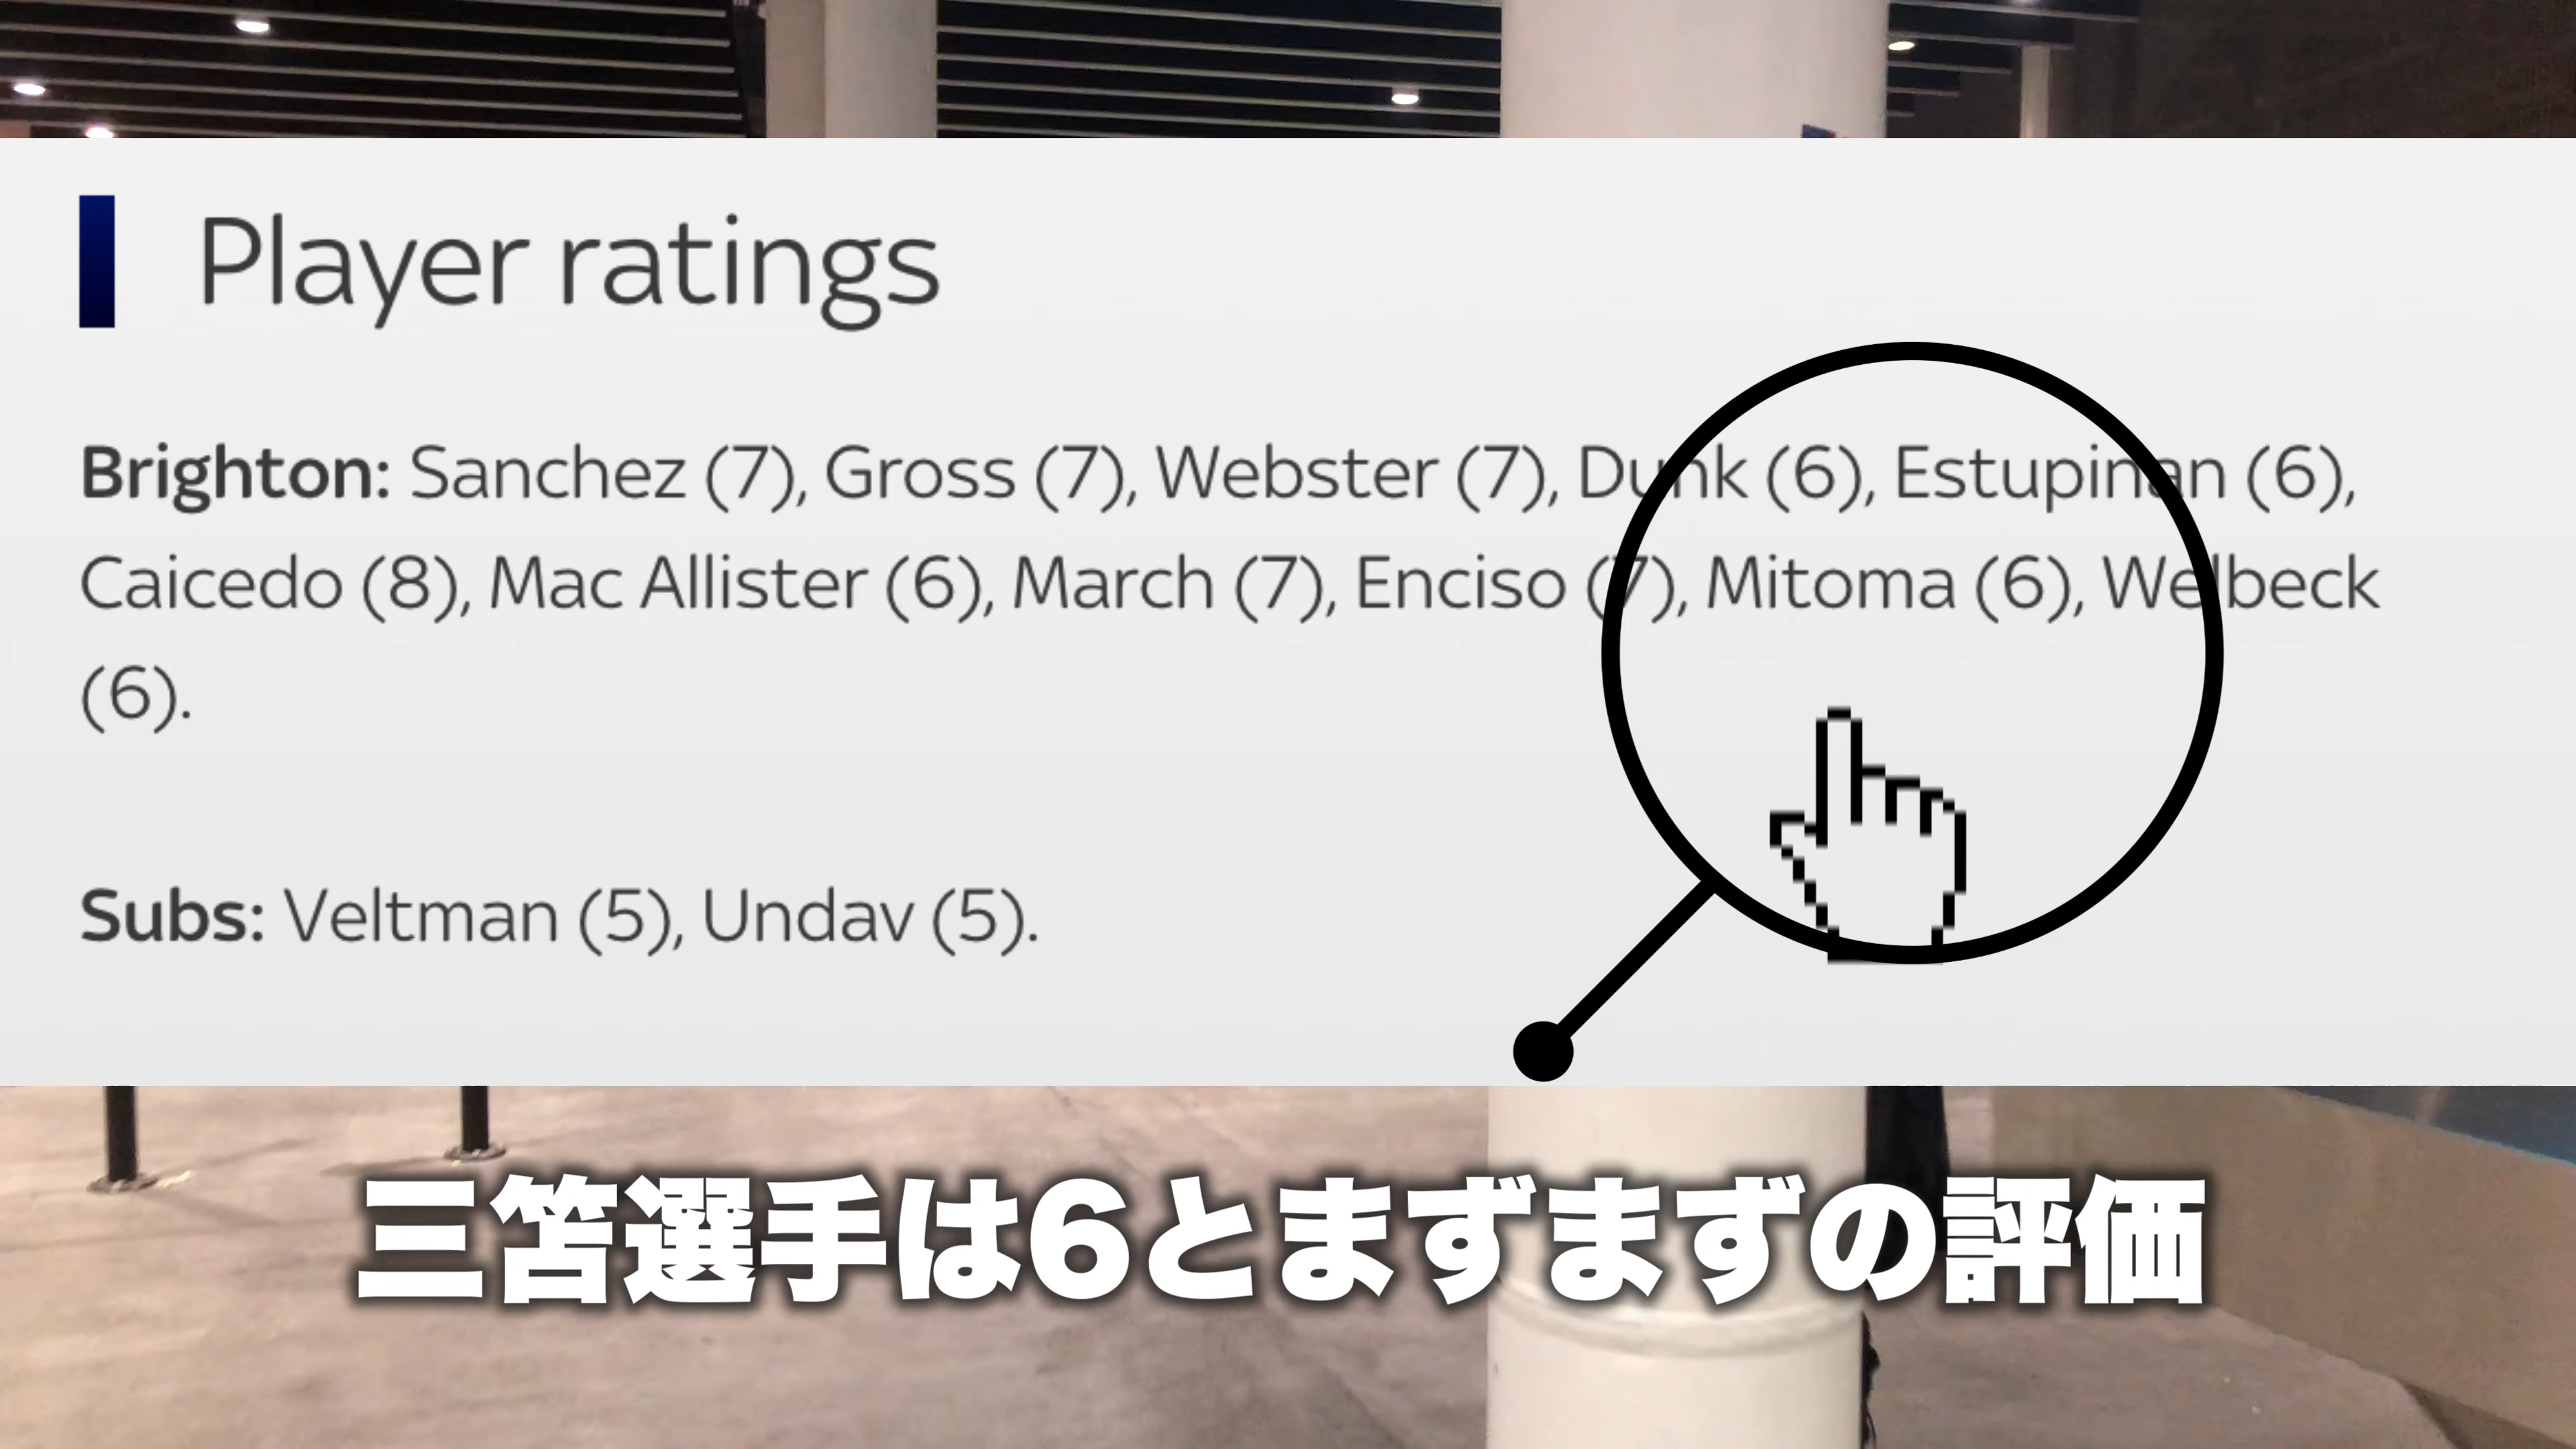 Player ratings
Brighton: Sanchez (7), Gross (7), Webster (7), Dunk (6), Estupinan (6),
Caicedo (8), Mac Allister (6), March (7), Enciso (7), Mitoma (6), Welbeck
(6).
Subs: Veltman (5), Undav (5).
三笘選手は6とまずまずの評価